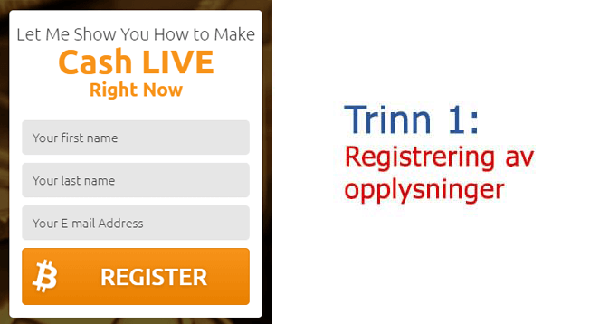 Let Me Show You How to Make
Cash LIVE
Right Now
Your first name
Your last name
Your E-mail Address
REGISTER
Trinn 1:
Registrering av
opplysninger